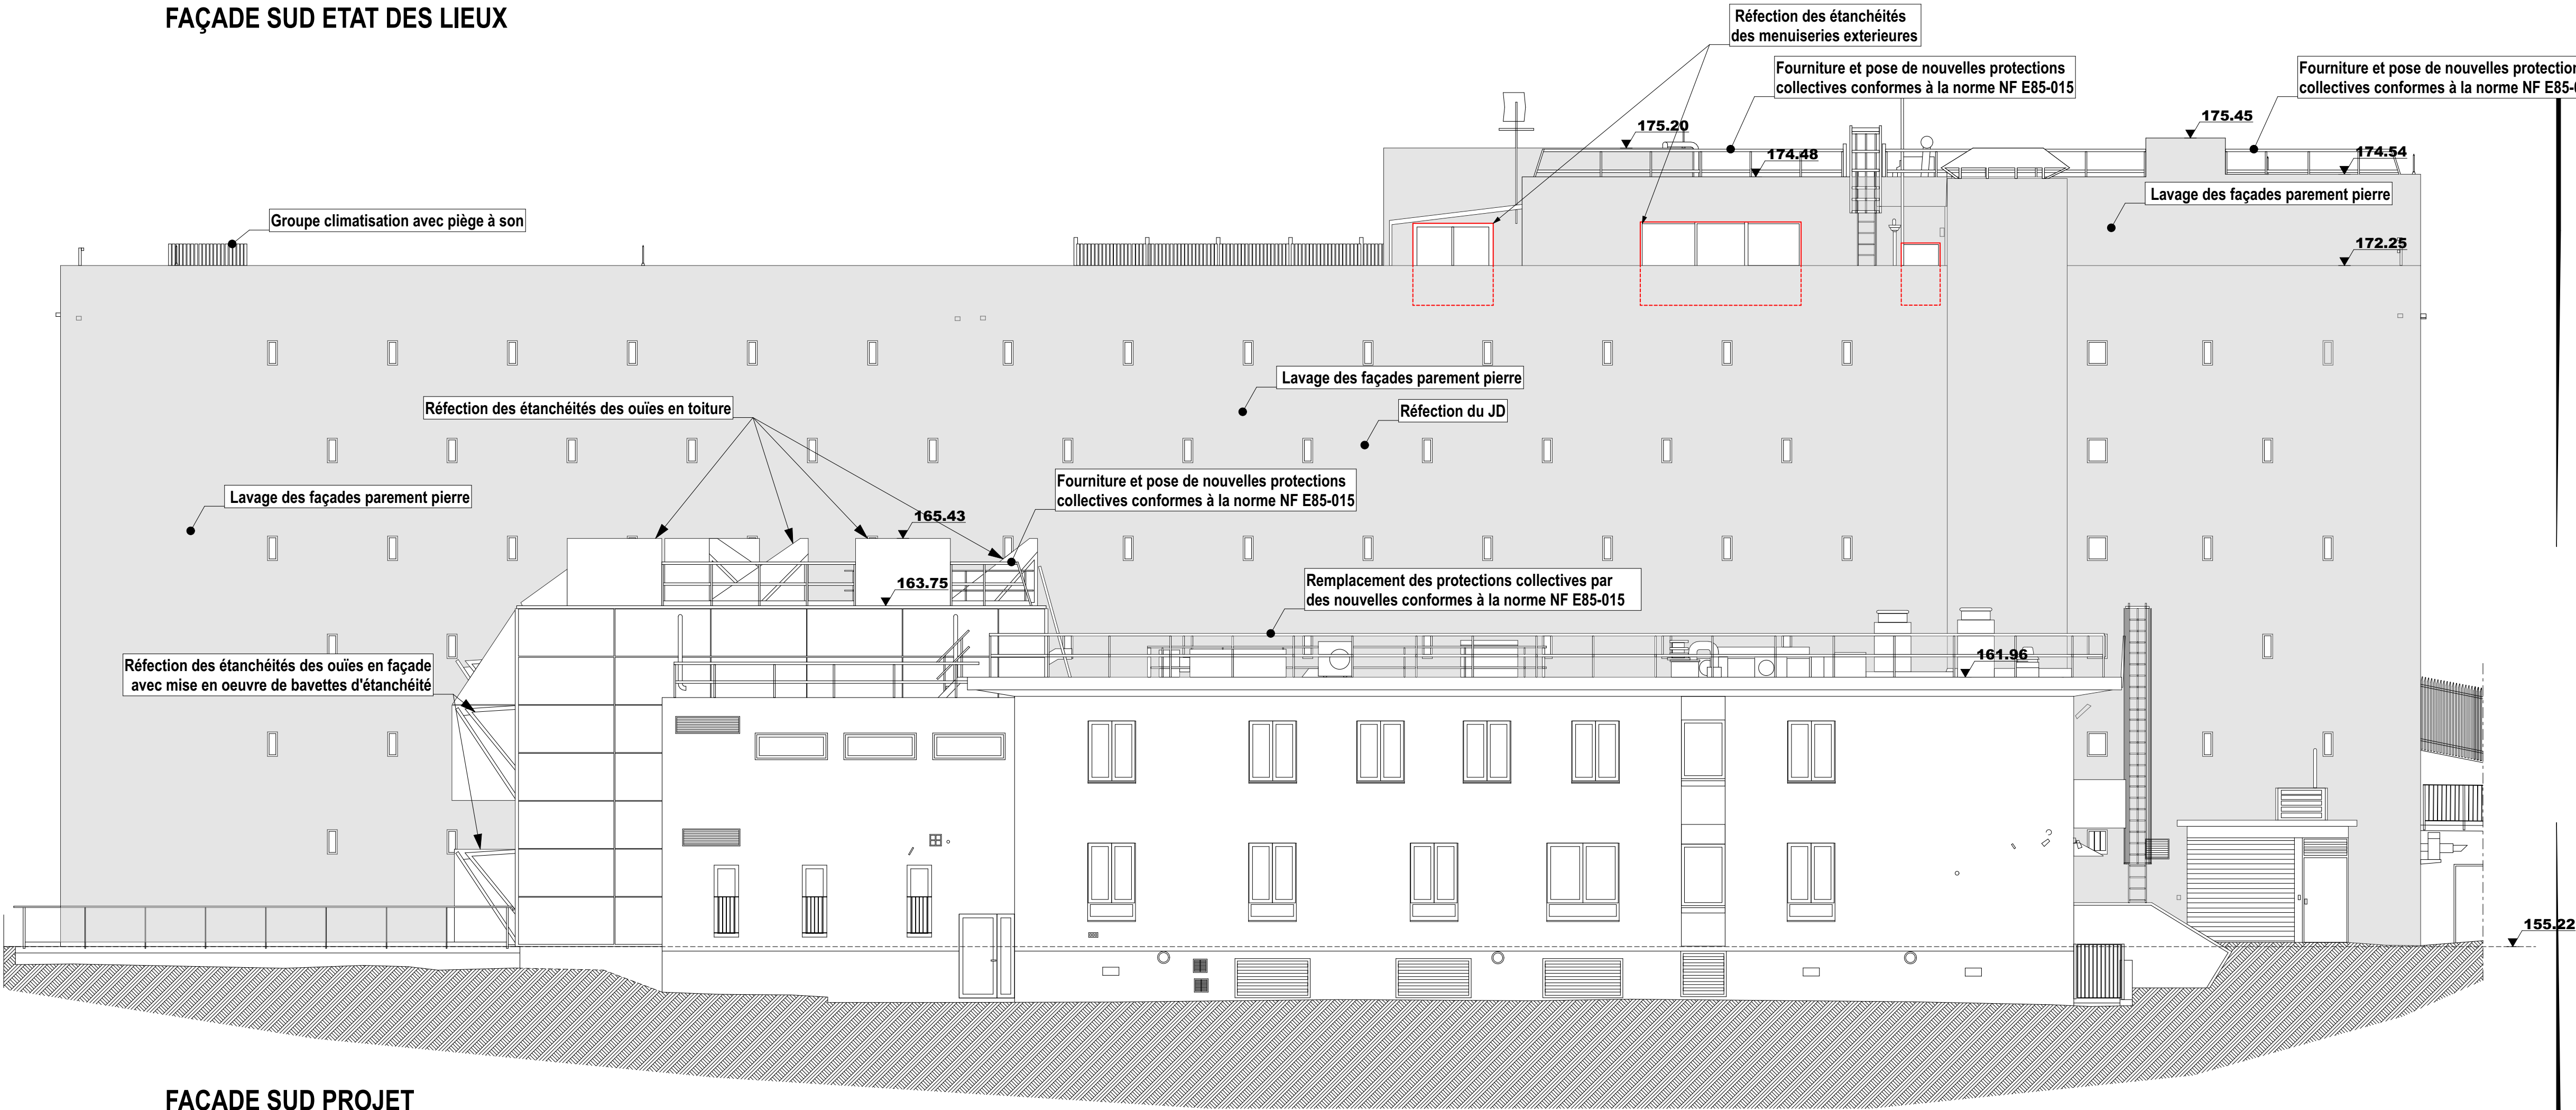 FAÇADE SUD ETAT DES LIEUX
Réfection des étanchéités
des menuiseries exterieures
Fourniture et pose de nouvelles protections
collectives conformes à la norme NF E85-015
Fourniture et pose de nouvelles
collectives conformes à la norme NF
175.20
175.45
174.48
174.54
Lavage des façades parement pierre
Groupe climatisation avec piège à son
172.25
Lavage des façades parement pierre
Réfection des étanchéités des ouïes en toiture
Réfection du JD
Fourniture et pose de nouvelles protections
collectives conformes à la norme NF E85-015
Lavage des façades parement pierre
165.43
163.75
Remplacement des protections collectives par
des nouvelles conformes à la norme NF E85-015
161.96
Réfection des étanchéités des ouïes en façade
avec mise en oeuvre de bavettes d'étanchéité
155.22
FAÇADE SUD PROJET